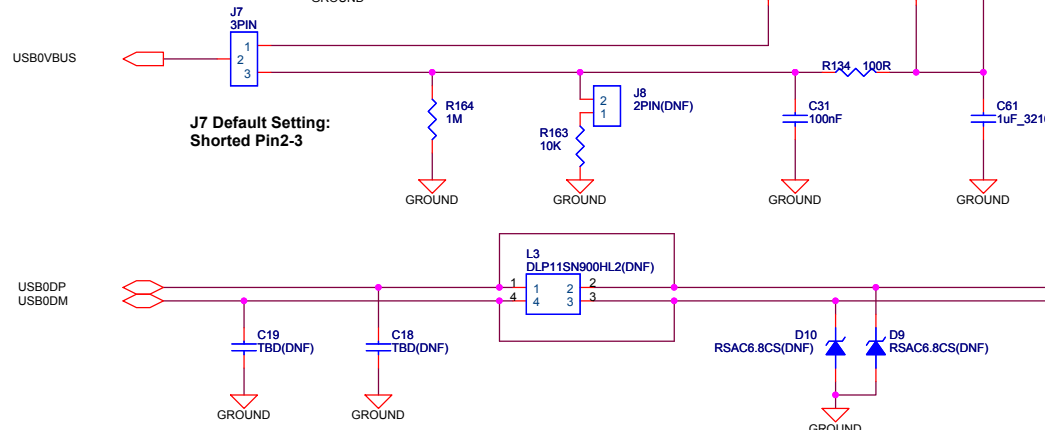 GROUND
J7
3PIN
USB0VBUS
1
2
3
R134 100R
R164
1M
J8
2PIN(DNF)
2
1
C31
100nF
C61
1uF_3216
R163
10K
J7 Default Setting:
Shorted Pin2-3
GROUND
GROUND
GROUND
GROUND
L3
DLP11SN900HL2(DNF)
USB0DP
USB0DM
1
4
1 2
4 3
2
3
C19
TBD(DNF)
C18
TBD(DNF)
D10
RSAC6.8CS(DNF)
D9
RSAC6.8CS(DNF)
GROUND
GROUND
GROUND